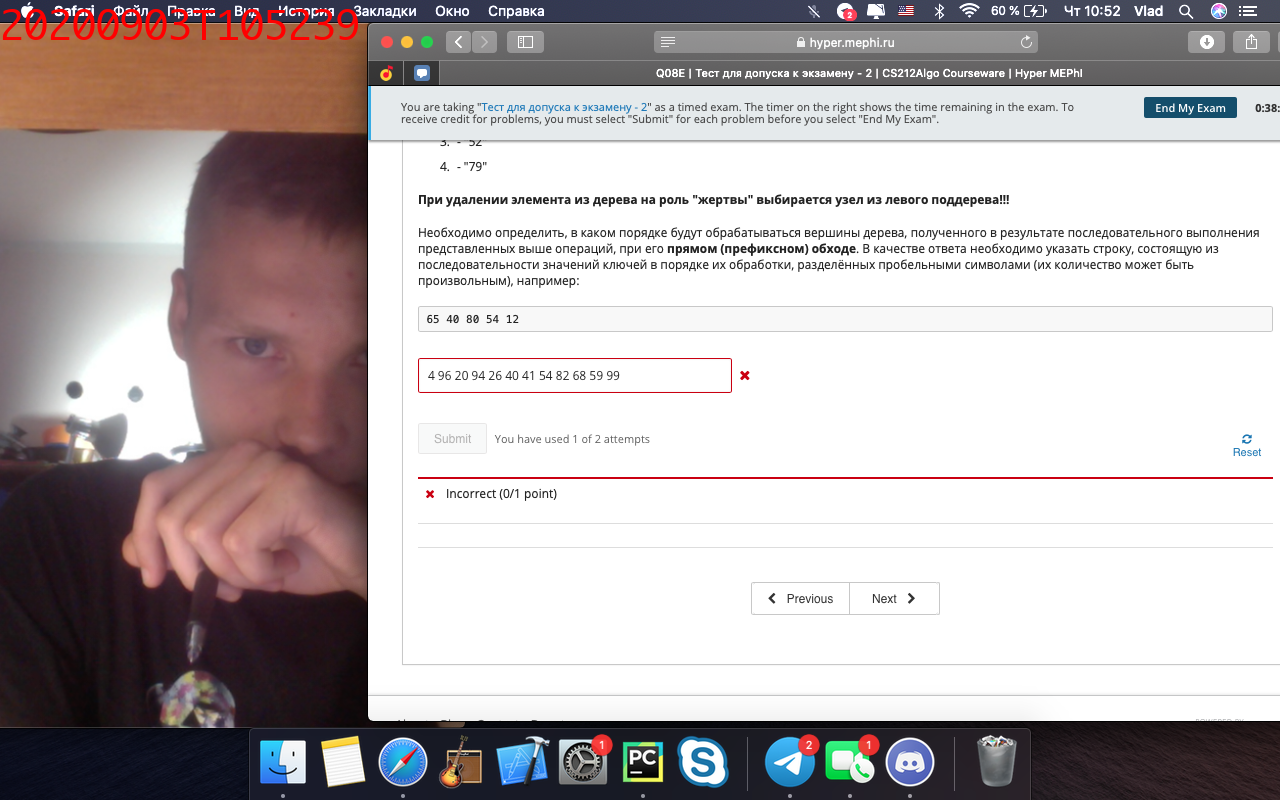 20200903T105239
Safari Файл Правка Вид История Закладки Окно Справка
2
60 % Чт 10:52 Vlad
hyper.mephi.ru
Q08E | Тест для допуска к экзамену - 2 | CS212Algo Courseware | Hyper MEPhI
You are taking "Тест для допуска к экзамену - 2" as a timed exam. The timer on the right shows the time remaining in the exam. To
receive credit for problems, you must select "Submit" for each problem before you select "End My Exam".
End My Exam
0:38:
3. - "52"
4. - "79"
При удалении элемента из дерева на роль "жертвы" выбирается узел из левого поддерева!!!
Необходимо определить, в каком порядке будут обрабатываться вершины дерева, полученного в результате последовательного выполнения
представленных выше операций, при его прямом (префиксном) обходе. В качестве ответа необходимо указать строку, состоящую из
последовательности значений ключей в порядке их обработки, разделённых пробельными символами (их количество может быть
произвольным), например:
65 40 80 54 12
4 96 20 94 26 40 41 54 82 68 59 99
Submit
You have used 1 of 2 attempts
Reset
Incorrect (0/1 point)
Previous
Next
1
PC
2
1